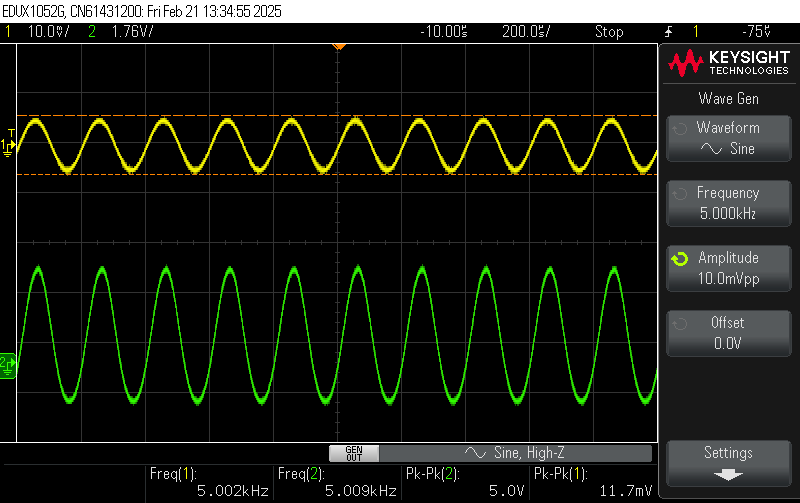 EDUX1052G, CN61431200: Fri Feb 21 13:34:55 2025
1 10.0♉/ 2 1.76V/ -10.00s 200.0s/ Stop 1 -75♉
KEYSIGHT
TECHNOLOGIES
Wave Gen
Waveform
Sine
Frequency
5.000kHz
Amplitude
10.0mVpp
Offset
0.0V
T
1
2
GEN
OUT
Sine, High-Z
Settings
Freq(1): Freq(2): Pk-Pk(2): Pk-Pk(1):
5.002kHz 5.009kHz 5.0V 11.7mV